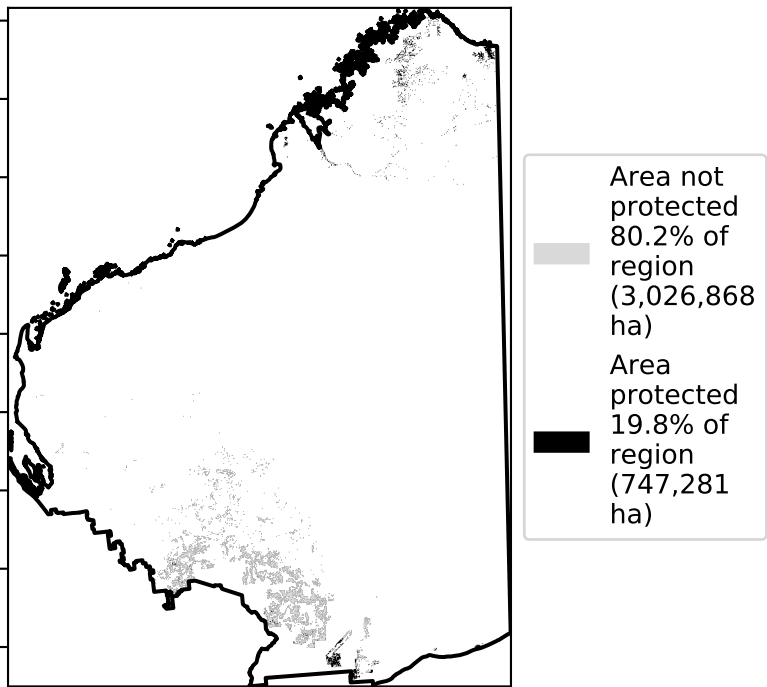 Area not
protected
80.2% of
region
(3,026,868
ha)
Area
protected
19.8% of
region
(747,281
ha)